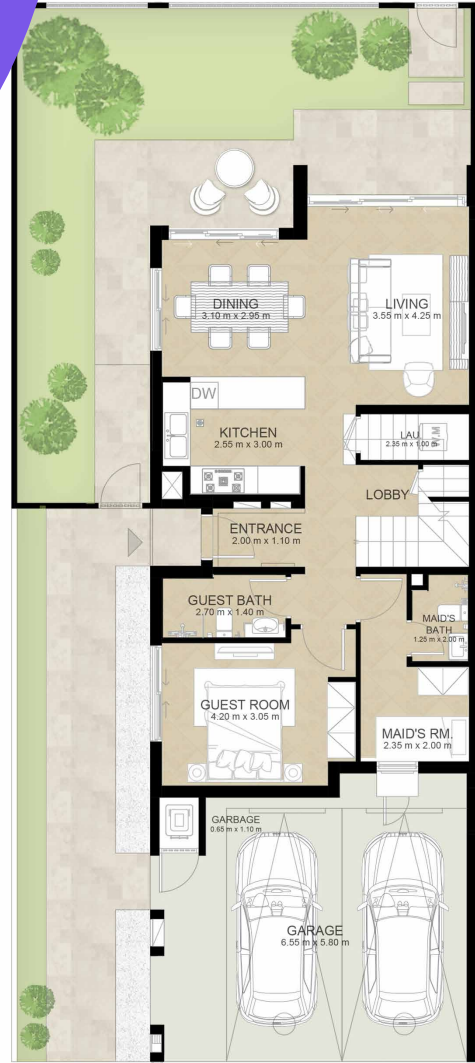 DINING
3.10 m x 2.95 m
LIVING
3.55 m x 4.25 m
DW
KITCHEN
2.55 m x 3.00 m
LAU.
2.35 m x 1.00 m
W.M
LOBBY
ENTRANCE
2.00 m x 1.10 m
GUEST BATH
2.70 m x 1.40 m
MAID'S
BATH
1.25 m x 2.00 m
GUEST ROOM
4.20 m x 3.05 m
MAID'S RM.
2.35 m x 2.00 m
GARBAGE
0.65 m x 1.10 m
GARAGE
6.55 m x 5.80 m